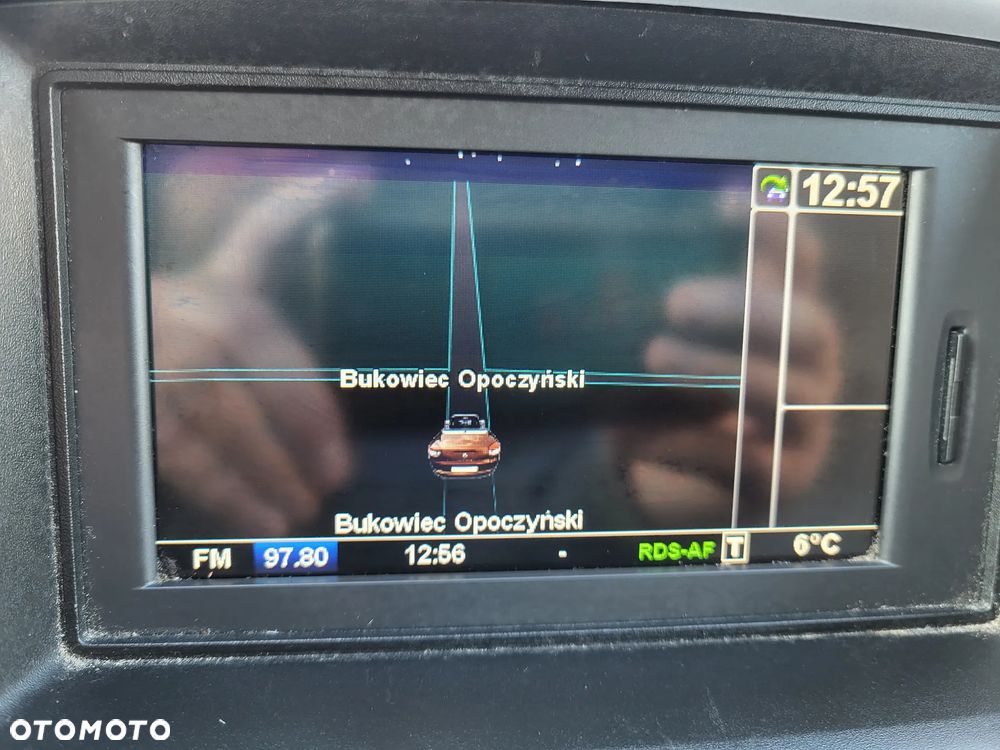 12:57
Bukowiec Opoczyński
Bukowiec Opoczyński
FM 97.80 12:56 - RDS-AF T 6°C
OTOMOTO